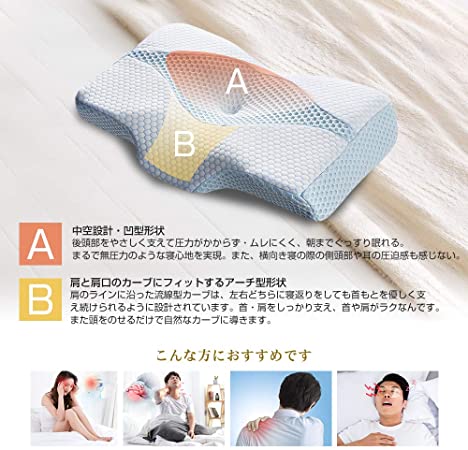 A
B
A
中空設計・凹型形状
後頭部をやさしく支えて圧力がかからず・ムレにくく、朝までぐっすり眠れる。
まるで無圧力のような寝心地を実現。また、横向き寝の際の側頭部や耳の圧迫感も感じない。
B
肩と肩口のカーブにフィットするアーチ型形状
肩のラインに沿った流線型カーブは、左右どちらに寝返りをしても首もとを優しく支
え続けられるように設計されています。首・肩をしっかり支え、首や肩がラクなんです。
また頭をのせるだけで自然なカーブに導きます。
こんな方におすすめです